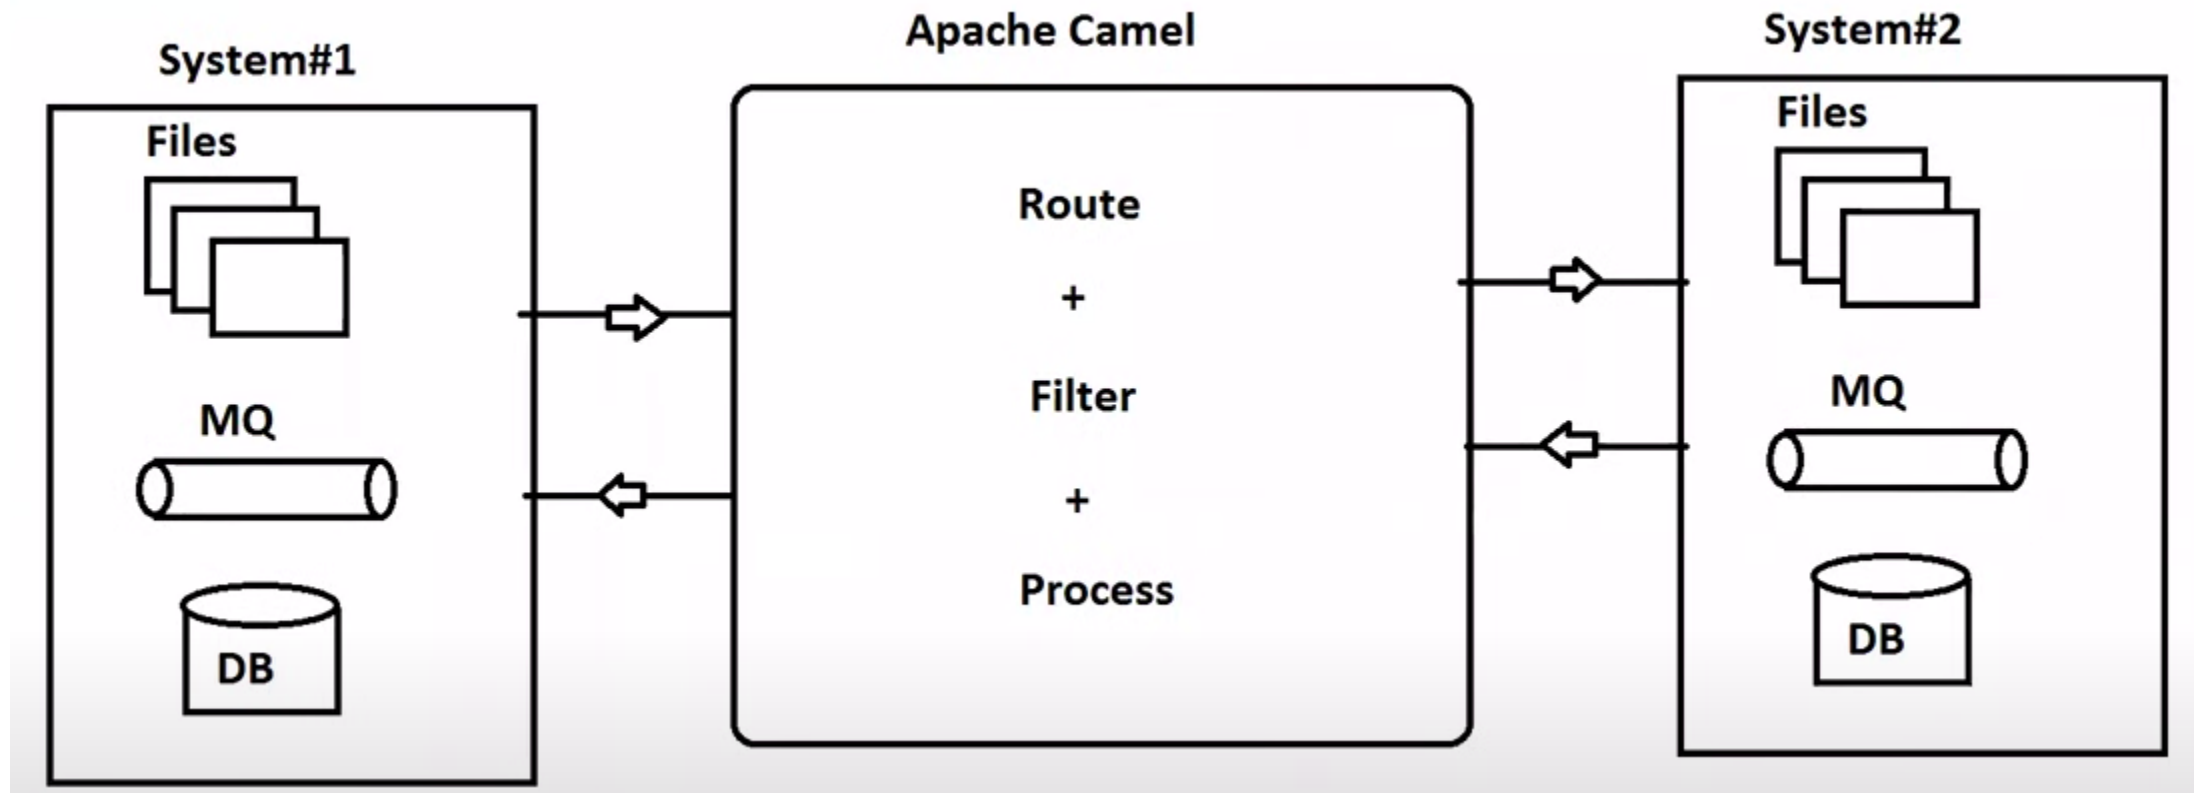 System#1
Apache Camel
System#2
Files
MQ
DB
Route
+
Filter
+
Process
Files
MQ
DB